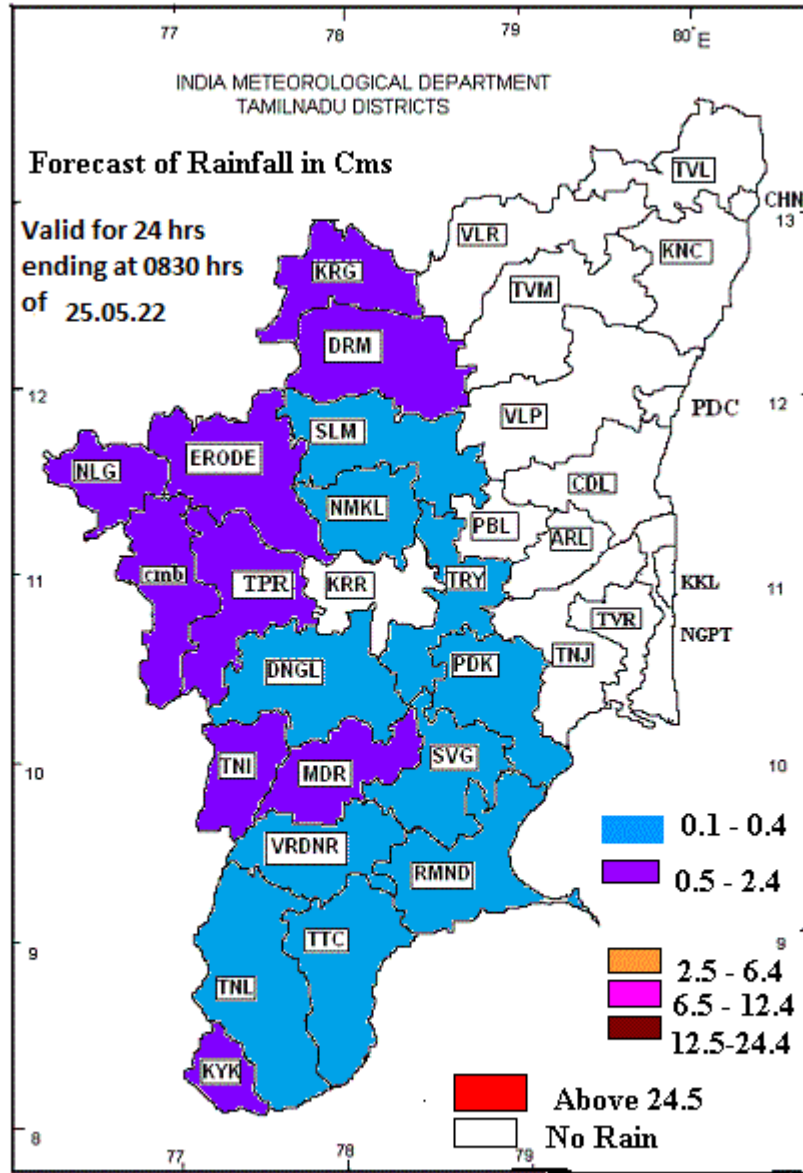 77 78 79 80°E
INDIA METEOROLOGICAL DEPARTMENT
TAMILNADU DISTRICTS
Forecast of Rainfall in Cms
TVL
CHN
13
Valid for 24 hrs
ending at 0830 hrs
of 25.05.22
VLR
KNC
KRG
TVM
DRM
12
12
PDC
VLP
SLM
ERODE
NLG
CDL
NMKL
PBL
ARL
cmb
TPR
KRR
TRY
11
11
KKL
TVR
NGPT
DNGL
PDK
TNJ
10
TNI
MDR
SVG
10
0.1 - 0.4
VRDNR
RMND
0.5 - 2.4
9
TTC
9
2.5 - 6.4
TNL
6.5 - 12.4
12.5-24.4
KYK
Above 24.5
8
No Rain
77 78 79